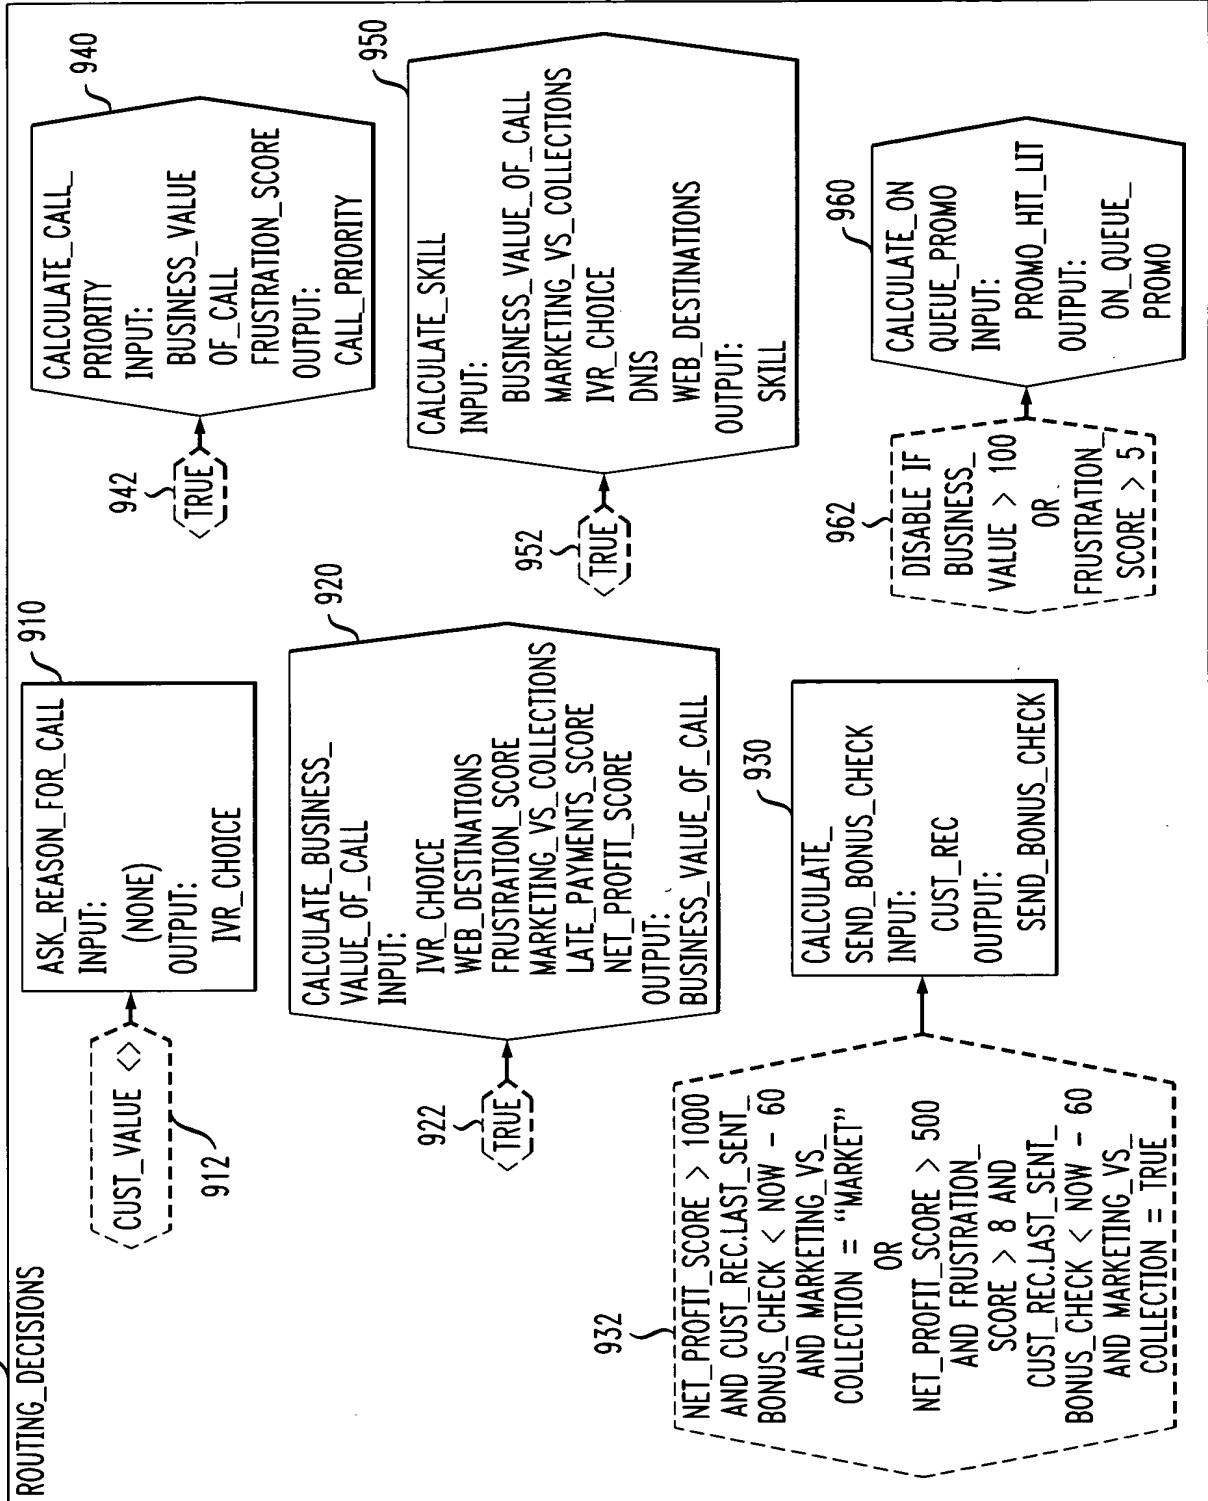 ROUTING_DECISIONS
910
ASK_REASON_FOR_CALL
INPUT:
(NONE)
OUTPUT:
IVR_CHOICE
CUST_VALUE <>
912
920
CALCULATE_BUSINESS_
VALUE_OF_CALL
INPUT:
IVR_CHOICE
WEB_DESTINATIONS
FRUSTRATION_SCORE
MARKETING_VS_COLLECTIONS
LATE_PAYMENTS_SCORE
NET_PROFIT_SCORE
OUTPUT:
BUSINESS_VALUE_OF_CALL
922
TRUE
930
CALCULATE_
SEND_BONUS_CHECK
INPUT:
CUST_REC
OUTPUT:
SEND_BONUS_CHECK
932
NET_PROFIT_SCORE > 1000
AND CUST_REC.LAST_SENT_
BONUS_CHECK < NOW - 60
AND MARKETING_VS_
COLLECTION = "MARKET"
OR
NET_PROFIT_SCORE > 500
AND FRUSTRATION_
SCORE > 8 AND
CUST_REC.LAST_SENT_
BONUS_CHECK < NOW - 60
AND MARKETING_VS_
COLLECTION = TRUE
940
CALCULATE_CALL_
PRIORITY
INPUT:
BUSINESS_VALUE
OF_CALL
FRUSTRATION_SCORE
OUTPUT:
CALL_PRIORITY
942
TRUE
950
CALCULATE_SKILL
INPUT:
BUSINESS_VALUE_OF_CALL
MARKETING_VS_COLLECTIONS
IVR_CHOICE
DNIS
WEB_DESTINATIONS
OUTPUT:
SKILL
952
TRUE
960
CALCULATE_ON
QUEUE_PROMO
INPUT:
PROMO_HIT_LIT
OUTPUT:
ON_QUEUE_
PROMO
962
DISABLE IF
BUSINESS_
VALUE > 100
OR
FRUSTRATION_
SCORE > 5